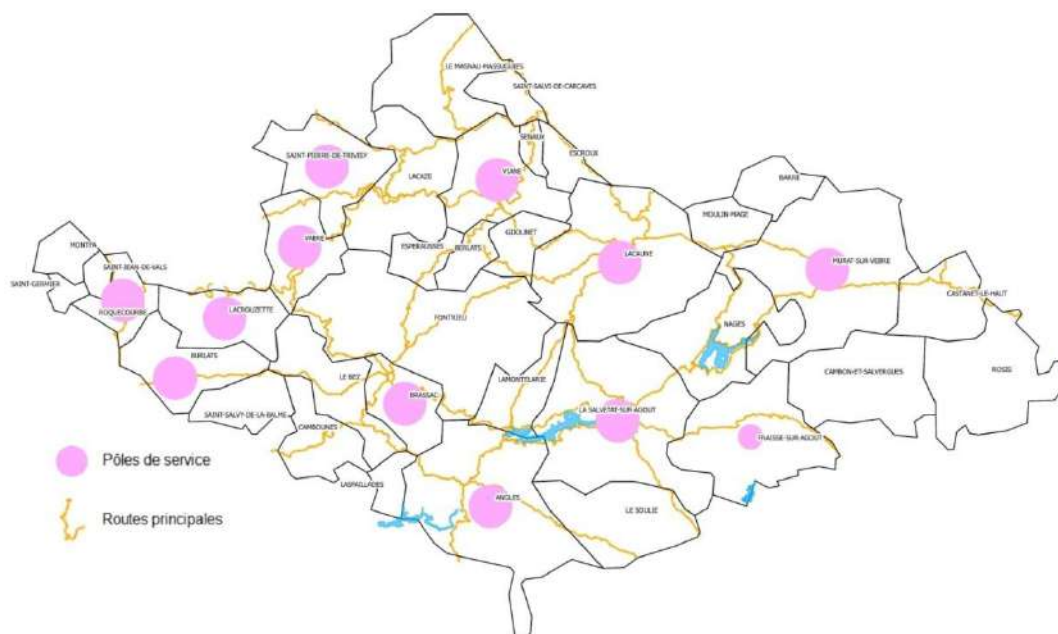 LE MASNAU-MASSUGUIES
SAINT-SALVI-DE-CARCAVES
SENAUX
SAINT-PIERRE-DE-TRIVISY
ESCROUX
VIANE
LACAZE
BARRE
MOULIN-MAGE
GIJOUNET
VABRE
ESPERAUSSES
BERLATS
MONTFA
LACAUNE
MURAT-SUR-VEBRE
SAINT-JEAN-DE-VALS
SAINT-GERMIER
CASTANET-LE-HAUT
LACROUZETTE
ROQUECOURBE
FONTRIEU
NAGES
BURLATS
ROSIS
CAMBON-ET-SALVERGUES
LE BEZ
LAMONTELARIE
BRASSAC
SAINT-SALVY-DE-LA-BALME
LA SALVETAT-SUR-AGOUT
CAMBOUNES
FRAISSE-SUR-AGOUT
Pôles de service
LASFAILLADES
ANGLES
LE SOULIE
Routes principales